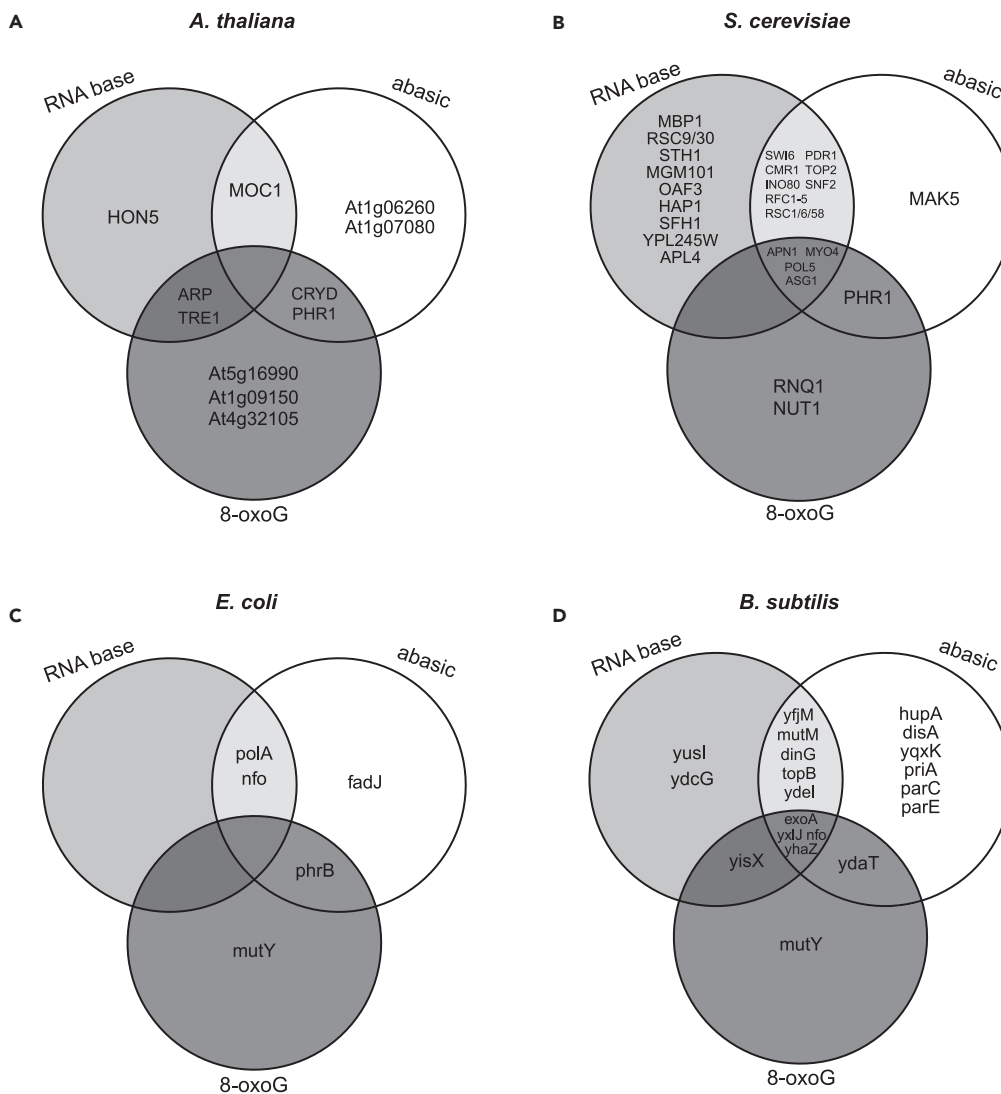 A
A. thaliana
RNA base
abasic
HON5
MOC1
At1g06260
At1g07080
ARP
TRE1
CRYD
PHR1
At5g16990
At1g09150
At4g32105
8-oxoG
B
S. cerevisiae
RNA base
abasic
MBP1
RSC9/30
STH1
MGM101
OAF3
HAP1
SFH1
YPL245W
APL4
SWI6 PDR1
CMR1 TOP2
INO80 SNF2
RFC1-5
RSC1/6/58
MAK5
APN1 MYO4
POL5
ASG1
PHR1
RNQ1
NUT1
8-oxoG
C
E. coli
RNA base
abasic
polA
nfo
fadJ
phrB
mutY
8-oxoG
D
B. subtilis
RNA base
abasic
yusI
ydcG
yfjM
mutM
dinG
topB
ydeI
hupA
disA
yqxK
priA
parC
parE
exoA
yxlJ nfo
yhaZ
yisX
ydaT
mutY
8-oxoG